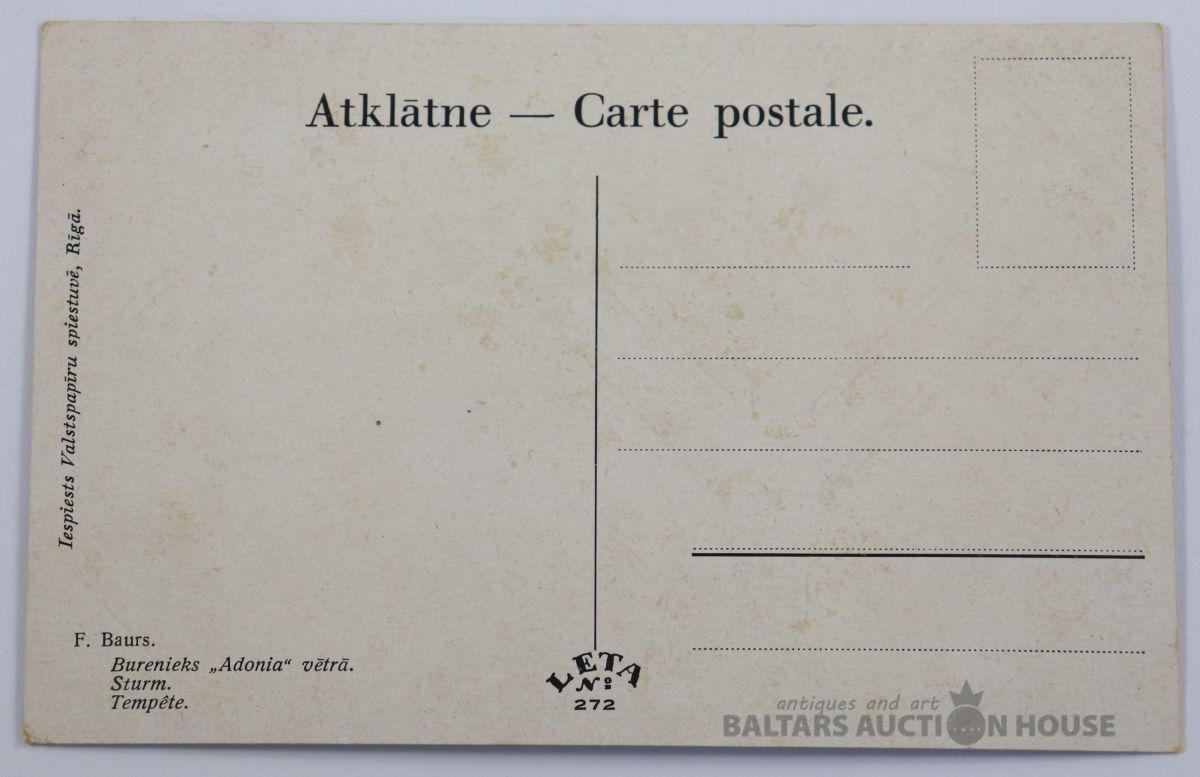 Atklātne — Carte postale.
Iespiests Valstspapīru spiestuvē, Rīgā.
F. Baurs.
Burenieks „Adonia“ vētrā.
Sturm.
Tempête.
LETA
№
272
antiques and art
BALTARS AUCTION HOUSE